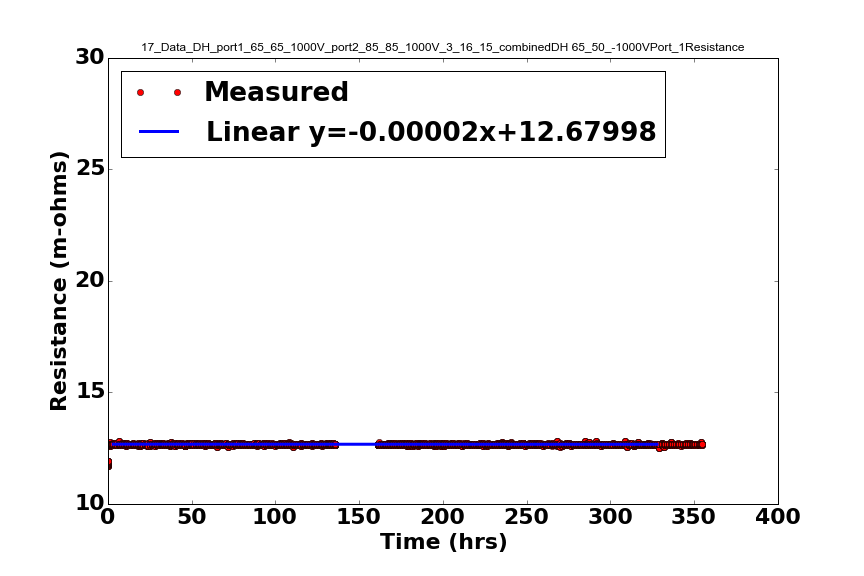 17_Data_DH_port1_65_65_1000V_port2_85_85_1000V_3_16_15_combinedDH 65_50_-1000VPort_1Resistance
30
Measured
Linear y=-0.00002x+12.67998
25
20
15
10
Resistance (m-ohms)
0 50 100 150 200 250 300 350 400
Time (hrs)